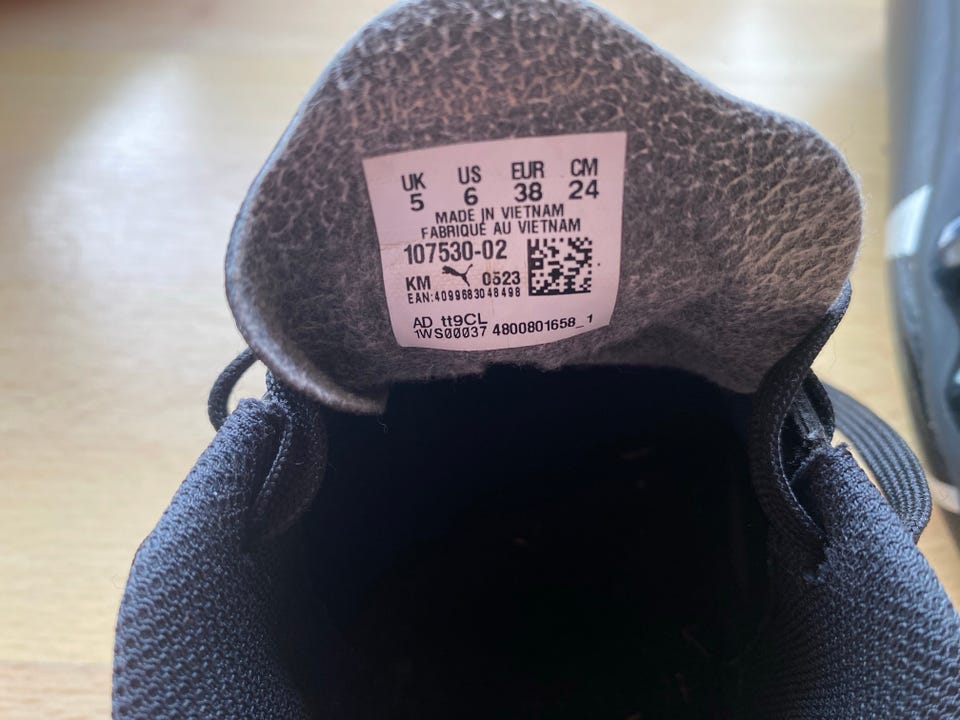 UK US EUR CM
5 6 38 24
MADE IN VIETNAM
FABRIQUÉ AU VIETNAM
107530-02
KM 0523
EAN:4099683048498
AD tt9CL
1WS00037 4800801658_1